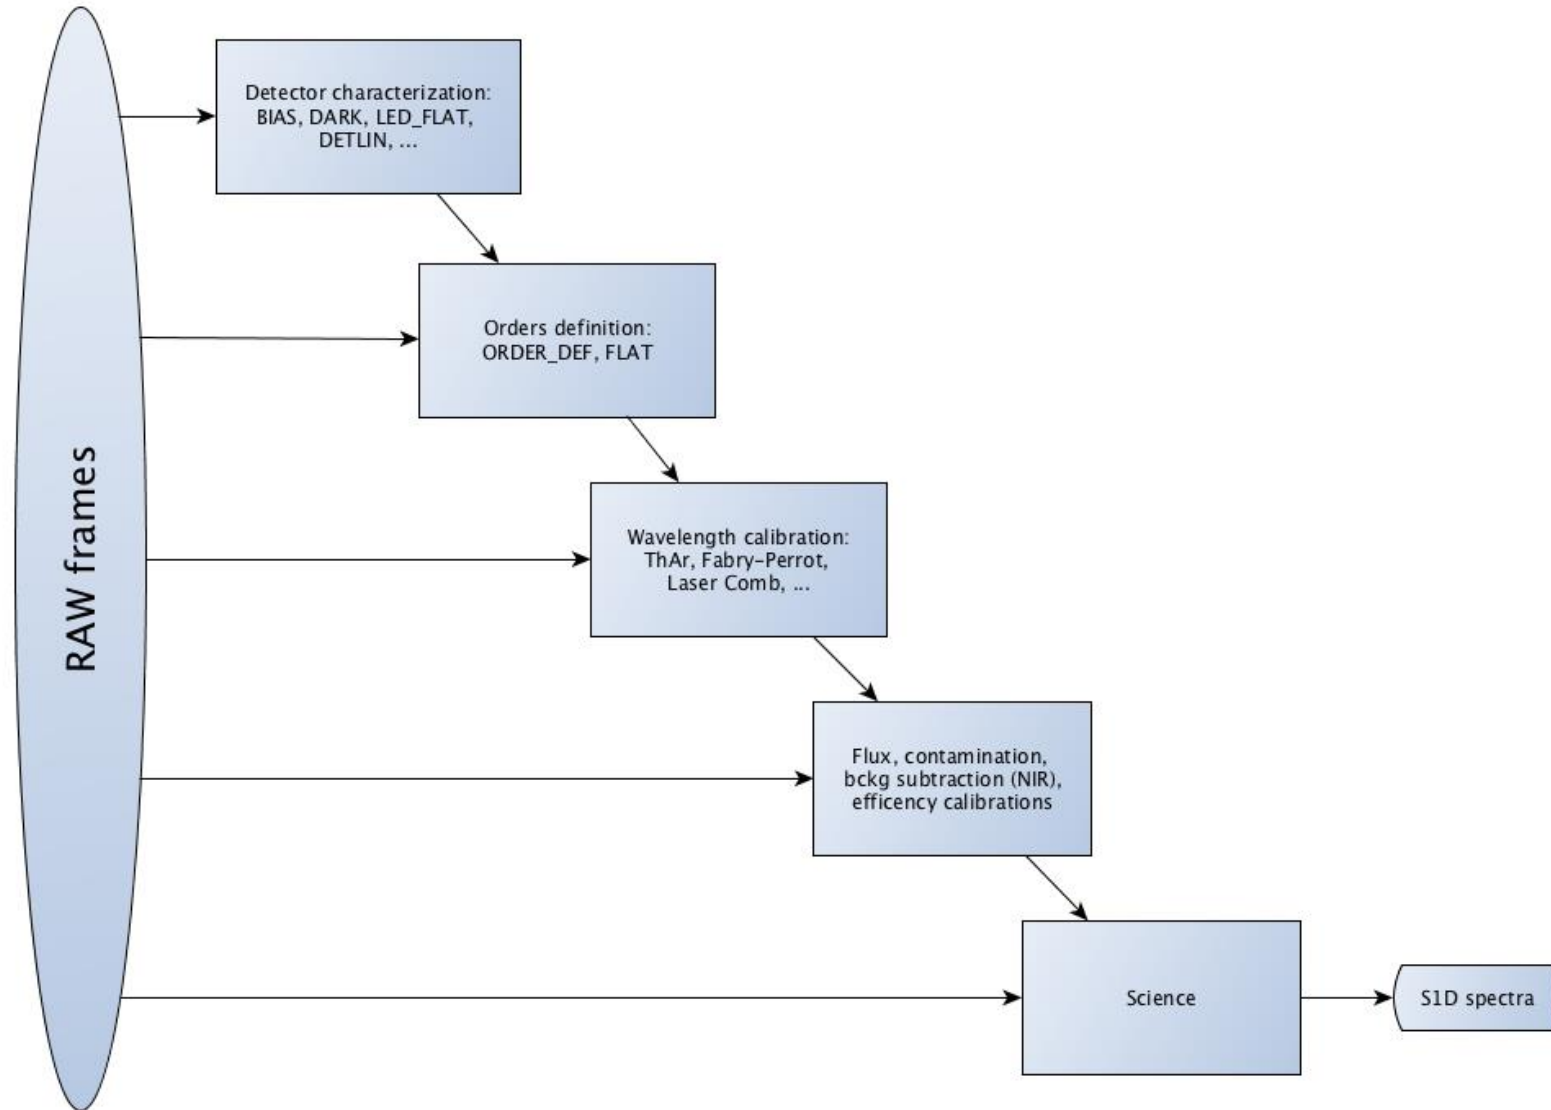 Detector characterization:
BIAS, DARK, LED_FLAT,
DETLIN, ...
Orders definition:
ORDER_DEF, FLAT
RAW frames
Wavelength calibration:
ThAr, Fabry-Perrot,
Laser Comb, ...
Flux, contamination,
bckg subtraction (NIR),
efficency calibrations
Science
S1D spectra